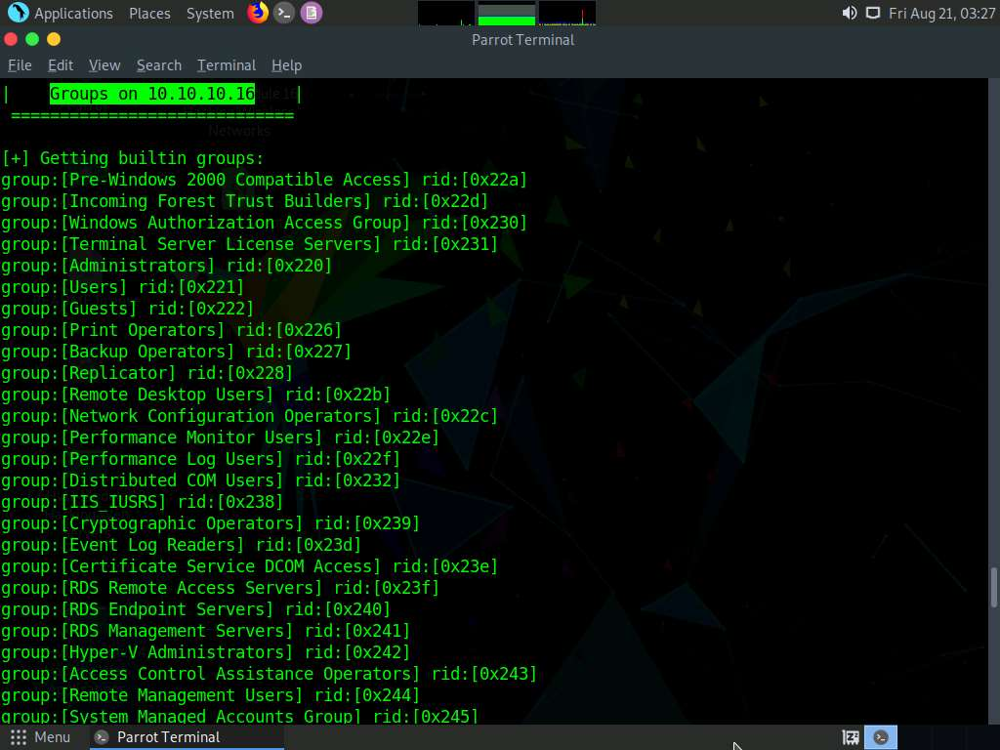 Applications Places System Fri Aug 21, 03:27
Parrot Terminal
File Edit View Search Terminal Help
| Groups on 10.10.10.16 |
=============================
Networks
[+] Getting builtin groups:
group:[Pre-Windows 2000 Compatible Access] rid:[0x22a]
group:[Incoming Forest Trust Builders] rid:[0x22d]
group:[Windows Authorization Access Group] rid:[0x230]
group:[Terminal Server License Servers] rid:[0x231]
group:[Administrators] rid:[0x220]
group:[Users] rid:[0x221]
group:[Guests] rid:[0x222]
group:[Print Operators] rid:[0x226]
group:[Backup Operators] rid:[0x227]
group:[Replicator] rid:[0x228]
group:[Remote Desktop Users] rid:[0x22b]
group:[Network Configuration Operators] rid:[0x22c]
group:[Performance Monitor Users] rid:[0x22e]
group:[Performance Log Users] rid:[0x22f]
group:[Distributed COM Users] rid:[0x232]
group:[IIS_IUSRS] rid:[0x238]
group:[Cryptographic Operators] rid:[0x239]
group:[Event Log Readers] rid:[0x23d]
group:[Certificate Service DCOM Access] rid:[0x23e]
group:[RDS Remote Access Servers] rid:[0x23f]
group:[RDS Endpoint Servers] rid:[0x240]
group:[RDS Management Servers] rid:[0x241]
group:[Hyper-V Administrators] rid:[0x242]
group:[Access Control Assistance Operators] rid:[0x243]
group:[Remote Management Users] rid:[0x244]
group:[System Managed Accounts Group] rid:[0x245]
Menu Parrot Terminal